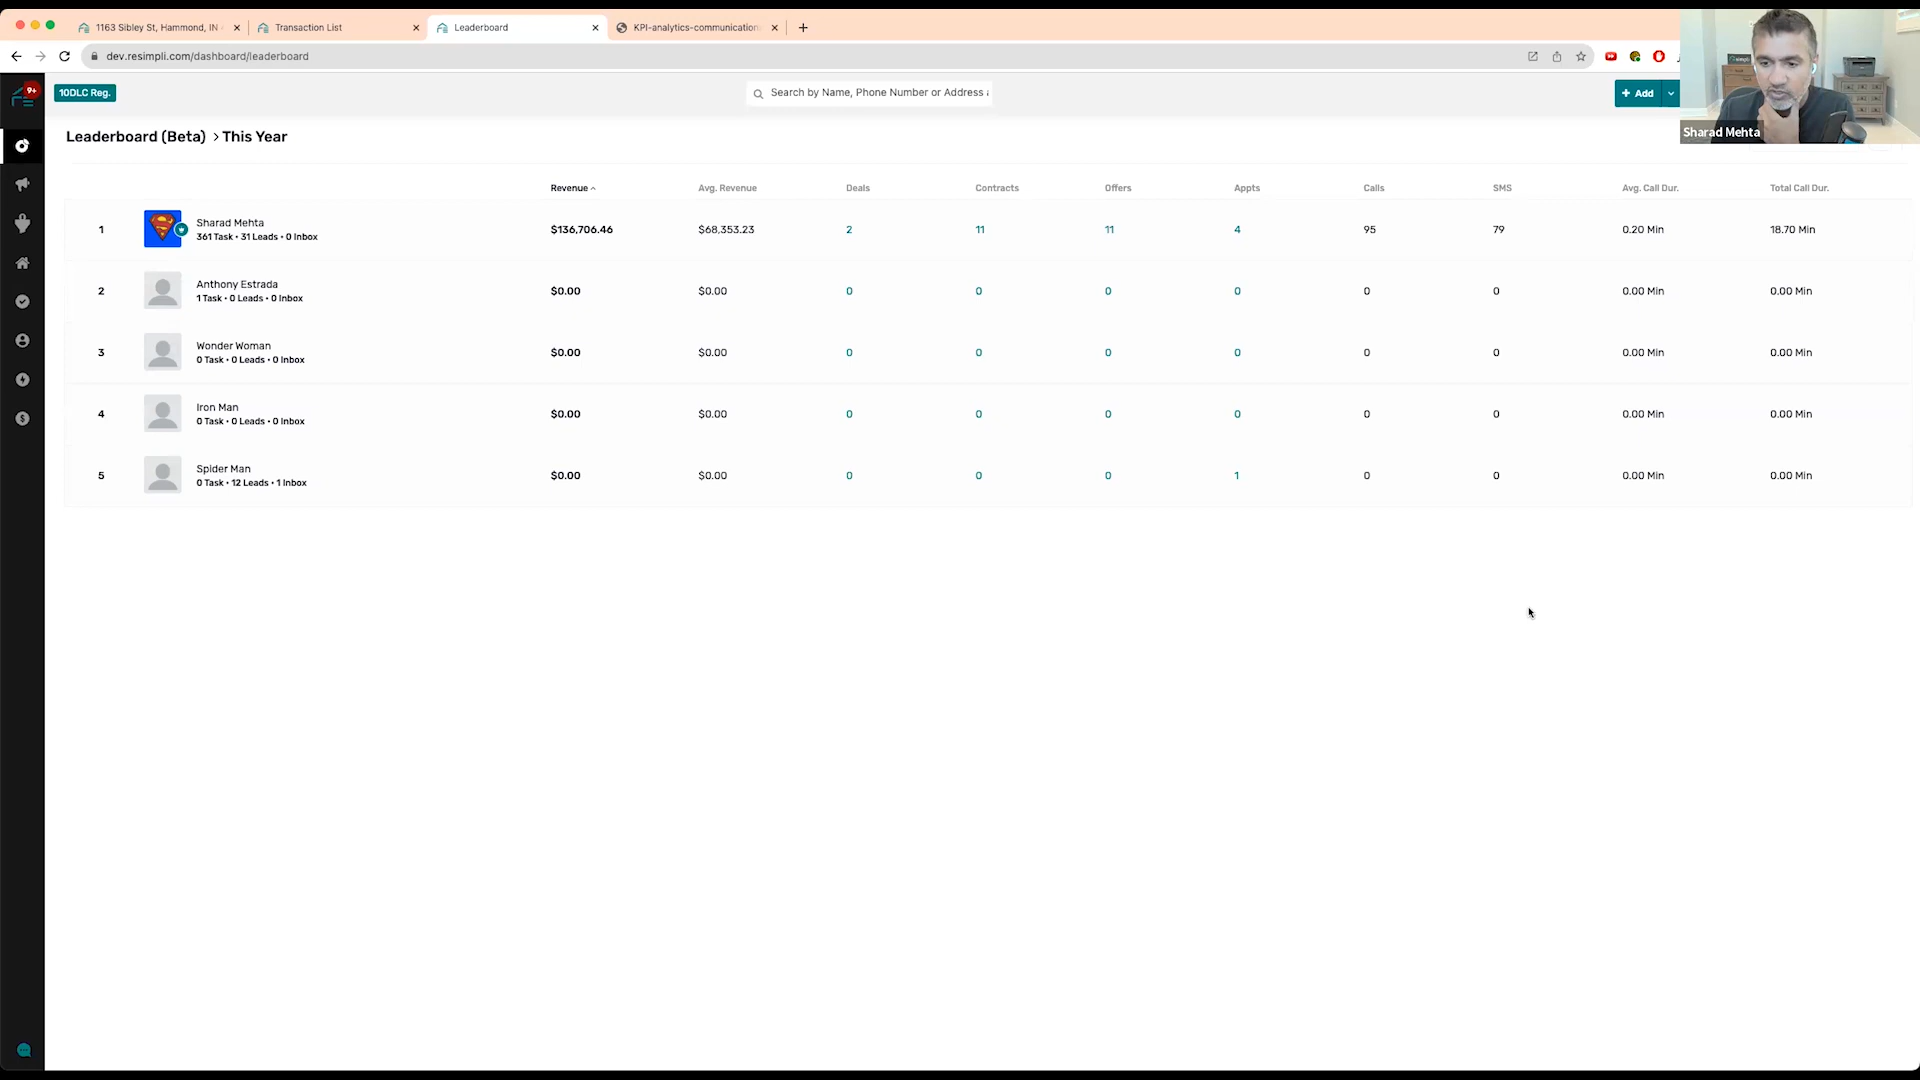 1163 Sibley St, Hammond, IN
Transaction List
Leaderboard
KPI-analytics-communication
dev.resimpli.com/dashboard/leaderboard
9+
10DLC Reg.
Search by Name, Phone Number or Address
+ Add
Sharad Mehta
Leaderboard (Beta) > This Year
Revenue Avg. Revenue Deals Contracts Offers Appts Calls SMS Avg. Call Dur. Total Call Dur.
1 Sharad Mehta $136,706.46 $68,353.23 2 11 11 4 95 79 0.20 Min 18.70 Min
361 Task • 31 Leads • 0 Inbox
2 Anthony Estrada $0.00 $0.00 0 0 0 0 0 0 0.00 Min 0.00 Min
1 Task • 0 Leads • 0 Inbox
3 Wonder Woman $0.00 $0.00 0 0 0 0 0 0 0.00 Min 0.00 Min
0 Task • 0 Leads • 0 Inbox
4 Iron Man $0.00 $0.00 0 0 0 0 0 0 0.00 Min 0.00 Min
0 Task • 0 Leads • 0 Inbox
5 Spider Man $0.00 $0.00 0 0 0 1 0 0 0.00 Min 0.00 Min
0 Task • 12 Leads • 1 Inbox